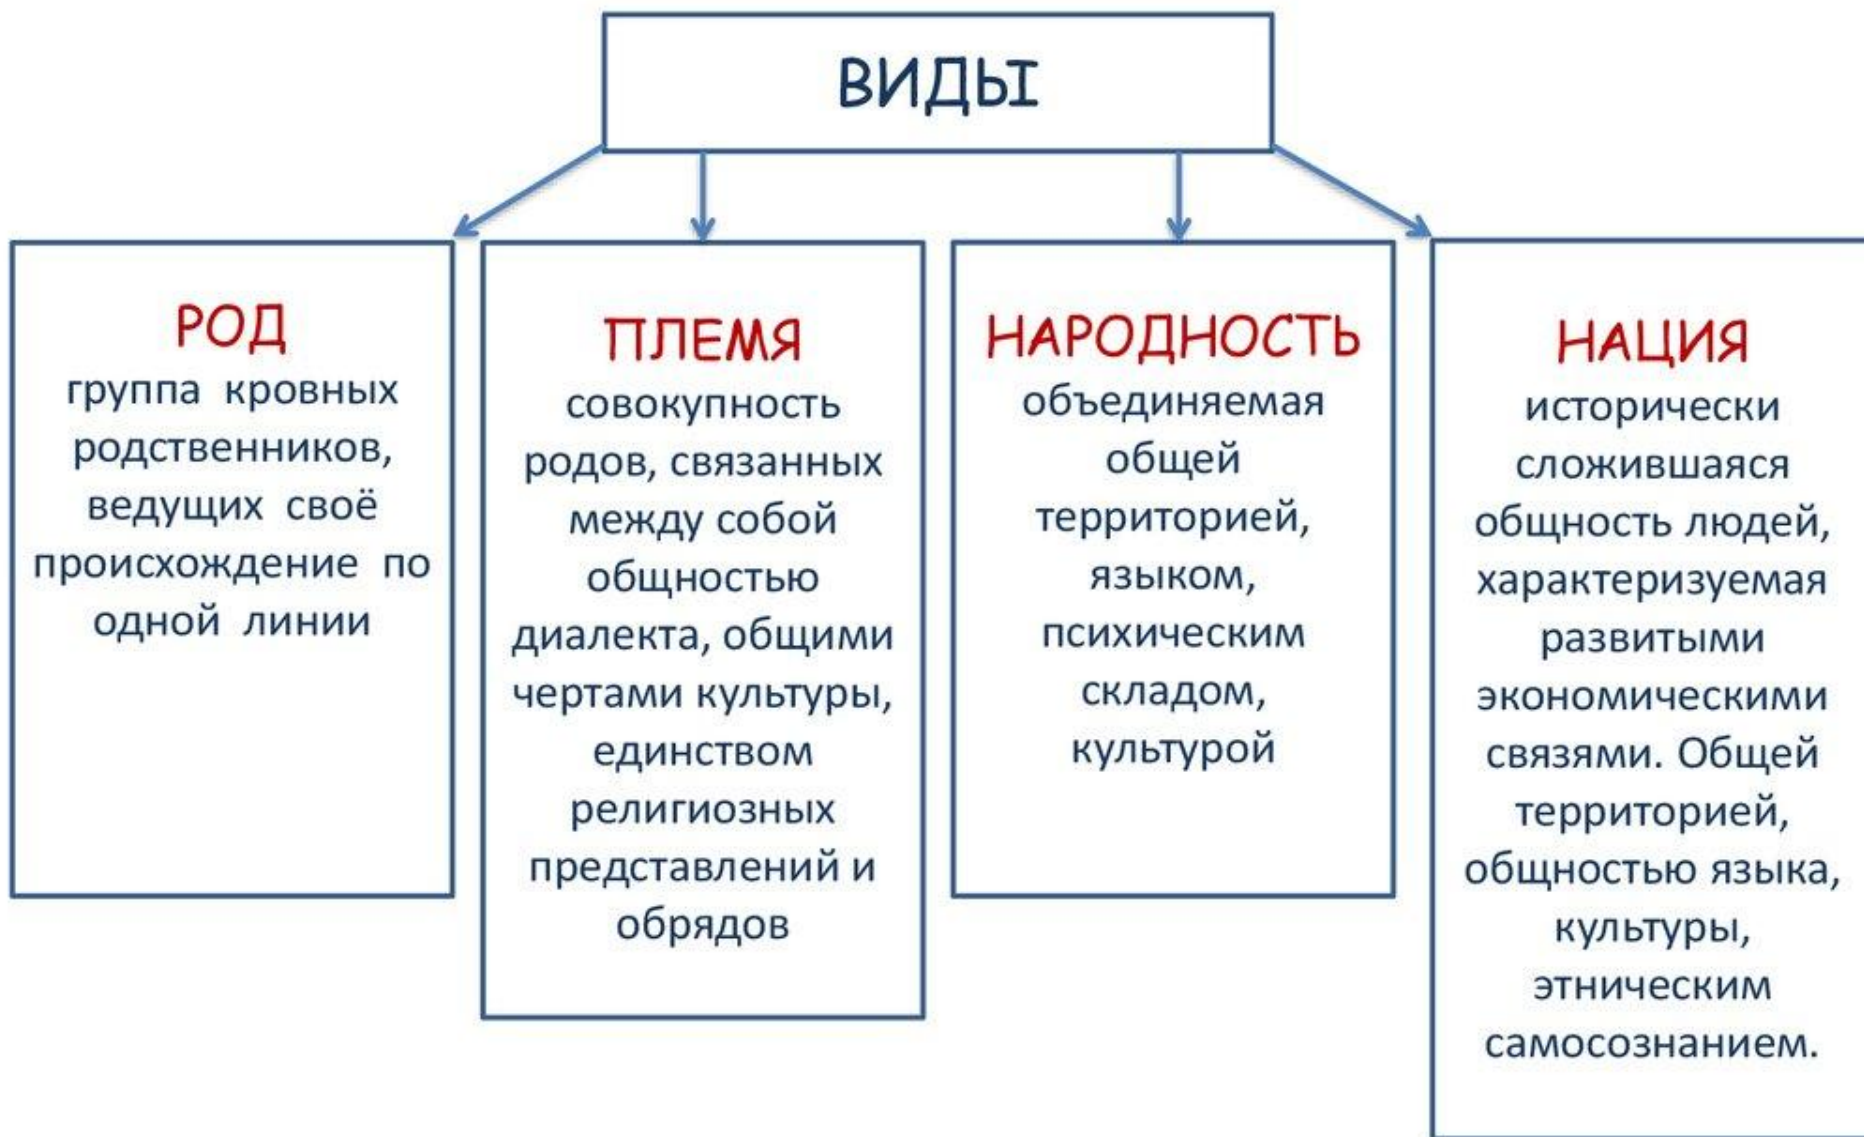 ВИДЫ
РОД
группа кровных
родственников,
ведущих своё
происхождение по
одной линии
ПЛЕМЯ
совокупность
родов, связанных
между собой
общностью
диалекта, общими
чертами культуры,
единством
религиозных
представлений и
обрядов
НАРОДНОСТЬ
объединяемая
общей
территорией,
языком,
психическим
складом,
культурой
НАЦИЯ
исторически
сложившаяся
общность людей,
характеризуемая
развитыми
экономическими
связями. Общей
территорией,
общностью языка,
культуры,
этническим
самосознанием.